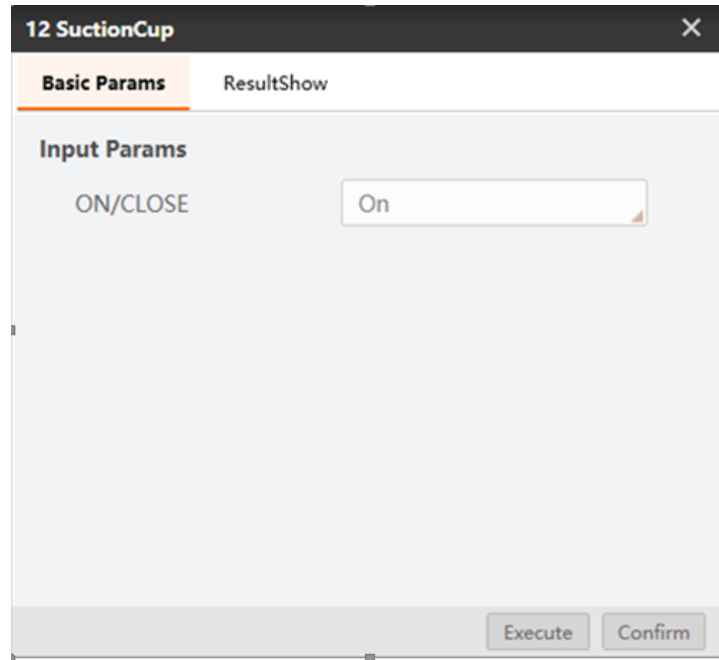 12 SuctionCup
Basic Params ResultShow
Input Params
ON/CLOSE On
Execute Confirm